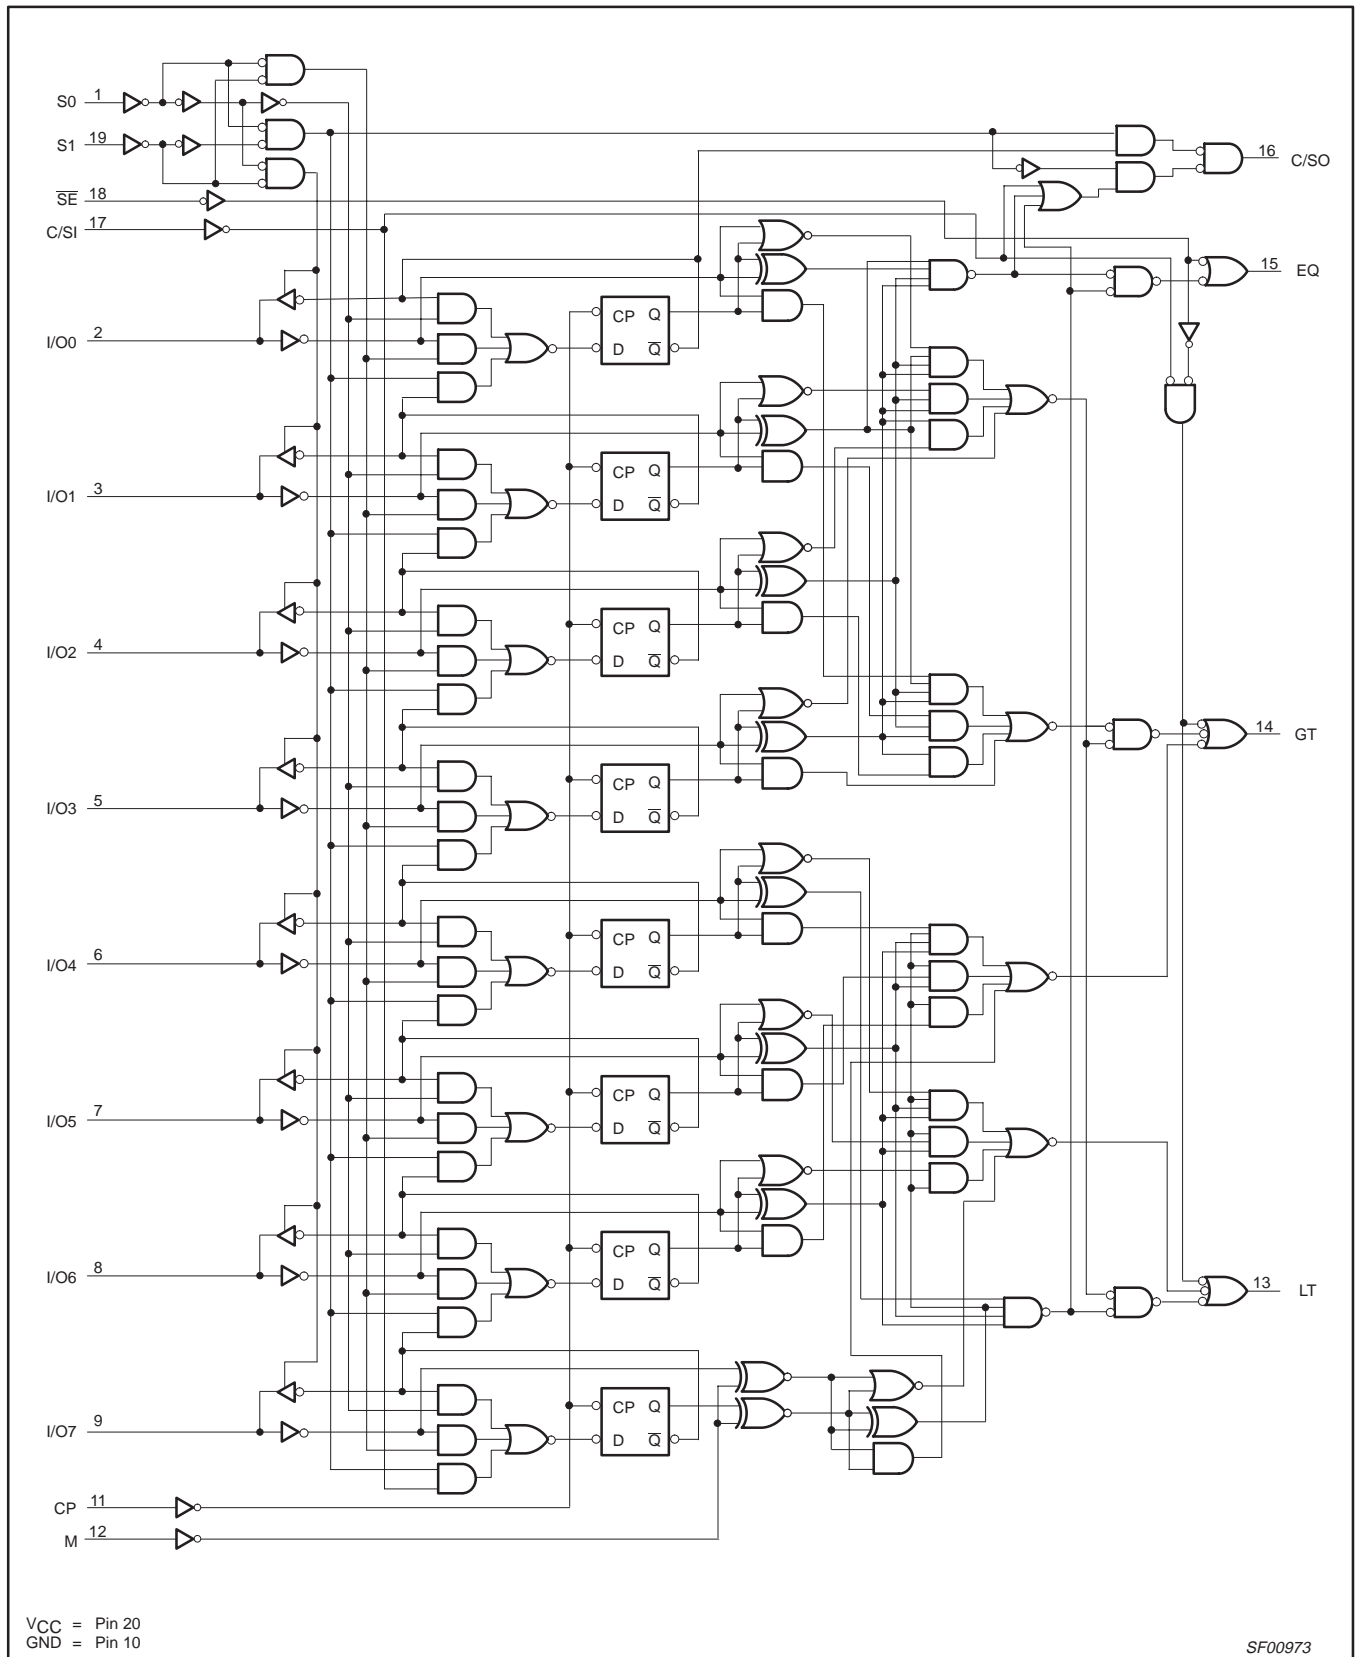 S0 1
S1 19
SE 18
C/SI 17
16 C/SO
15 EQ
I/O0 2
CP Q
D Q
I/O1 3
CP Q
D Q
I/O2 4
CP Q
D Q
14 GT
I/O3 5
CP Q
D Q
I/O4 6
CP Q
D Q
I/O5 7
CP Q
D Q
I/O6 8
CP Q
D Q
13 LT
I/O7 9
CP Q
D Q
CP 11
M 12
VCC = Pin 20
GND = Pin 10
SF00973